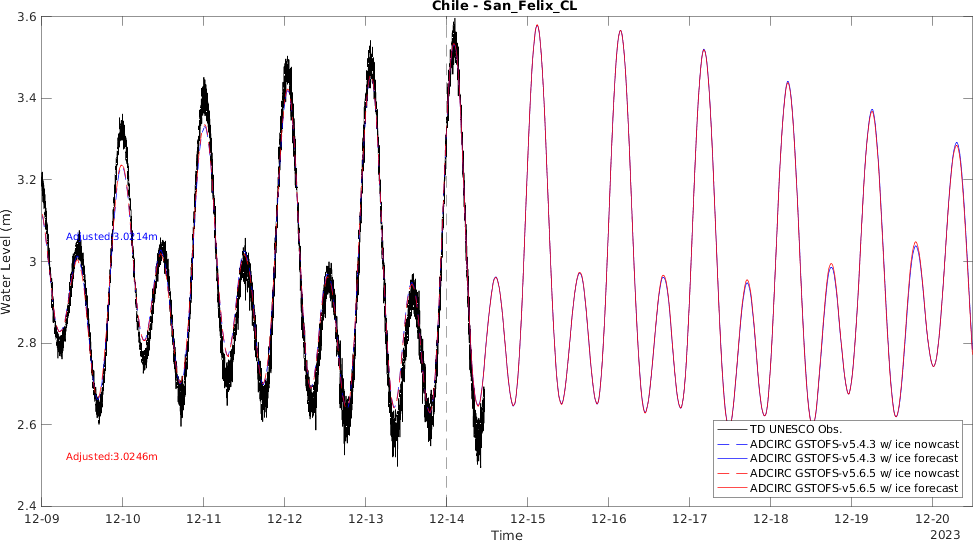 Chile - San_Felix_CL
3.6
3.4
3.2
3
2.8
2.6
2.4
Water Level (m)
Adjusted:3.0214m
Adjusted:3.0246m
TD UNESCO Obs.
ADCIRC GSTOFS-v5.4.3 w/ ice nowcast
ADCIRC GSTOFS-v5.4.3 w/ ice forecast
ADCIRC GSTOFS-v5.6.5 w/ ice nowcast
ADCIRC GSTOFS-v5.6.5 w/ ice forecast
12-09 12-10 12-11 12-12 12-13 12-14 12-15 12-16 12-17 12-18 12-19 12-20
2023
Time